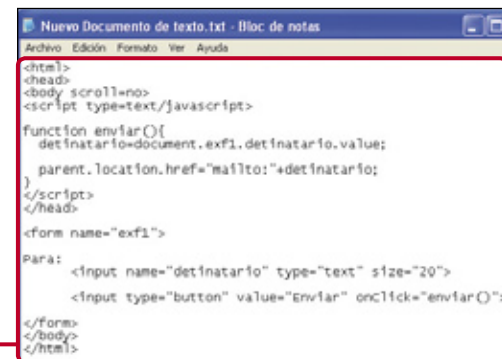 Nuevo Documento de texto.txt - Bloc de notas
Archivo Edición Formato Ver Ayuda
<html>
<head>
<body scroll=no>
<script type=text/javascript>
function enviar(){
detinatario=document.exf1.detinatario.value;
parent.location.href="mailto:"+detinatario;
}
</script>
</head>
<form name="exf1">
Para:
<input name="detinatario" type="text" size="20">
<input type="button" value="Enviar" onClick="enviar()">
</form>
</body>
</html>